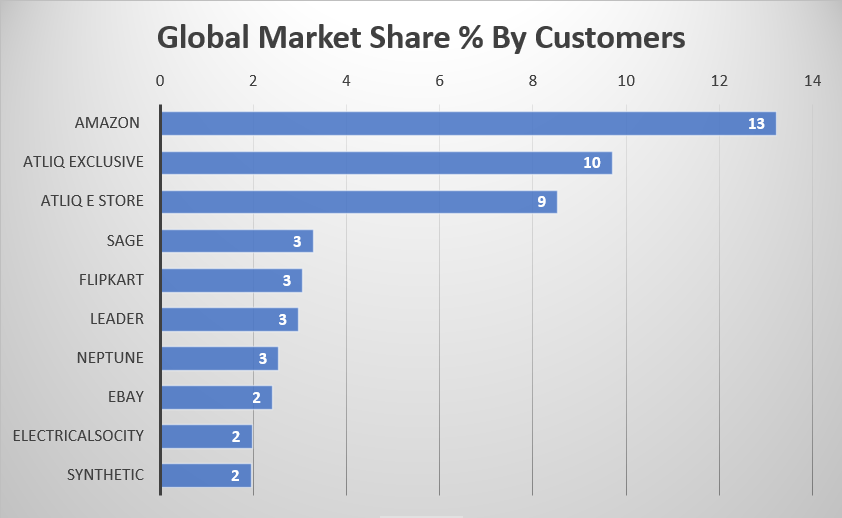 Global Market Share % By Customers
0 2 4 6 8 10 12 14
AMAZON 13
ATLIQ EXCLUSIVE 10
ATLIQ E STORE 9
SAGE 3
FLIPKART 3
LEADER 3
NEPTUNE 3
EBAY 2
ELECTRICALSOCITY 2
SYNTHETIC 2